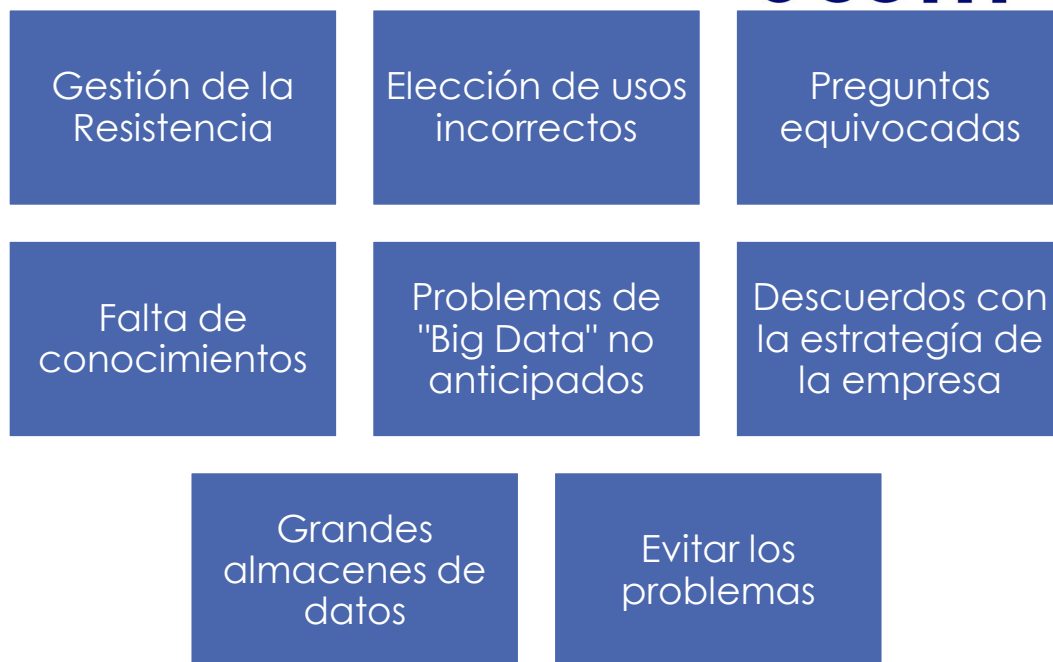 Gestión de la
Resistencia
Elección de usos
incorrectos
Preguntas
equivocadas
Falta de
conocimientos
Problemas de
"Big Data" no
anticipados
Descuerdos con
la estrategía de
la empresa
Grandes
almacenes de
datos
Evitar los
problemas